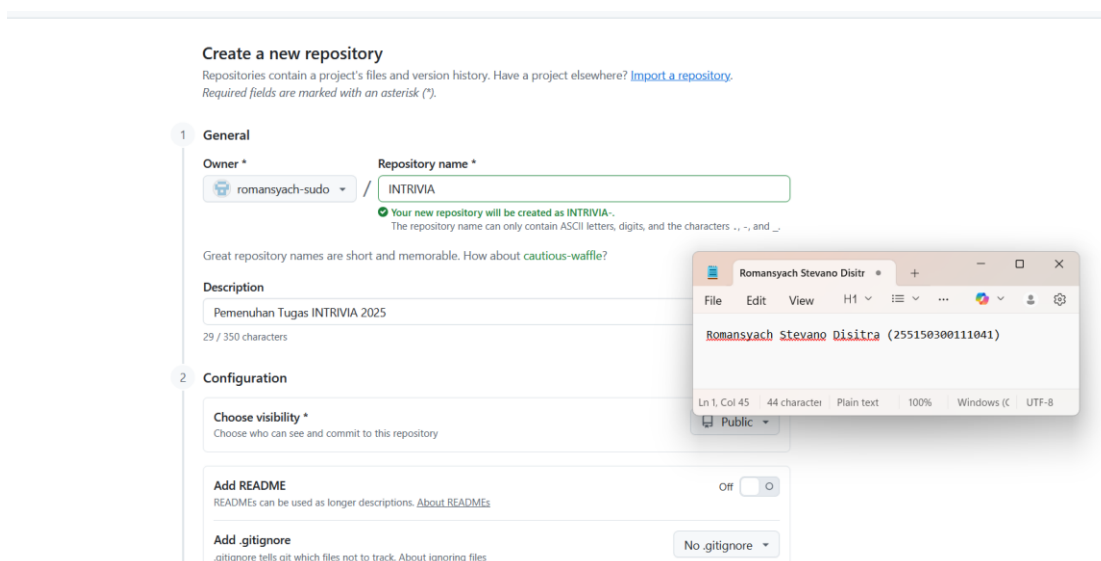 Create a new repository
Repositories contain a project's files and version history. Have a project elsewhere? Import a repository.
Required fields are marked with an asterisk (*).
1 General
Owner * Repository name *
romansyach-sudo / INTRIVIA
Your new repository will be created as INTRIVIA-.
The repository name can only contain ASCII letters, digits, and the characters ., -, and _.
Great repository names are short and memorable. How about cautious-waffle?
Description
Pemenuhan Tugas INTRIVIA 2025
29 / 350 characters
2 Configuration
Choose visibility *
Choose who can see and commit to this repository
Public
Add README
READMEs can be used as longer descriptions. About READMEs
Off
Add .gitignore
.gitignore tells git which files not to track. About ignoring files
No .gitignore
Romansyach Stevano Disitr
File Edit View H1
Romansyach Stevano Disitra (255150300111041)
Ln 1, Col 45 44 character Plain text 100% Windows (C UTF-8